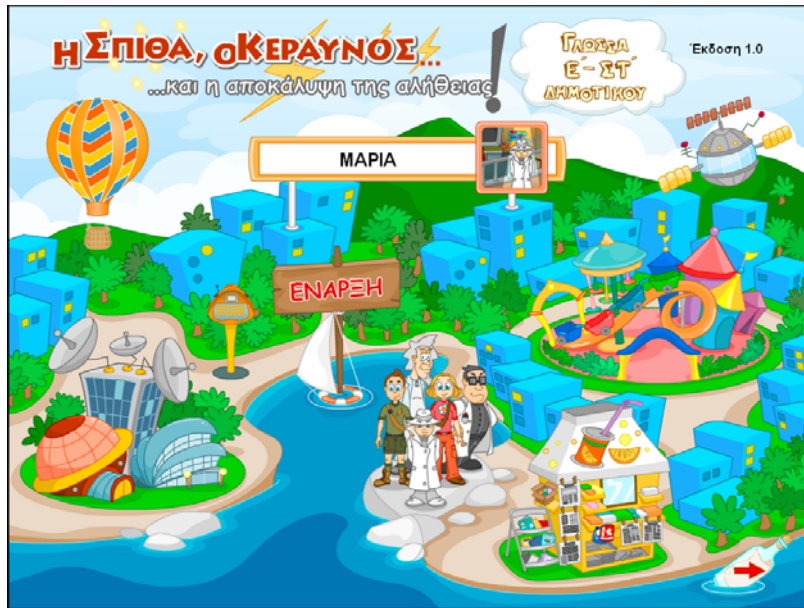 Η ΣΠΙΘΑ, Ο ΚΕΡΑΥΝΟΣ...
...και η αποκάλυψη της αλήθειας!
ΓΛΩΣΣΑ
Ε΄- ΣΤ΄
ΔΗΜΟΤΙΚΟΥ
Έκδοση 1.0
ΜΑΡΙΑ
ΕΝΑΡΞΗ